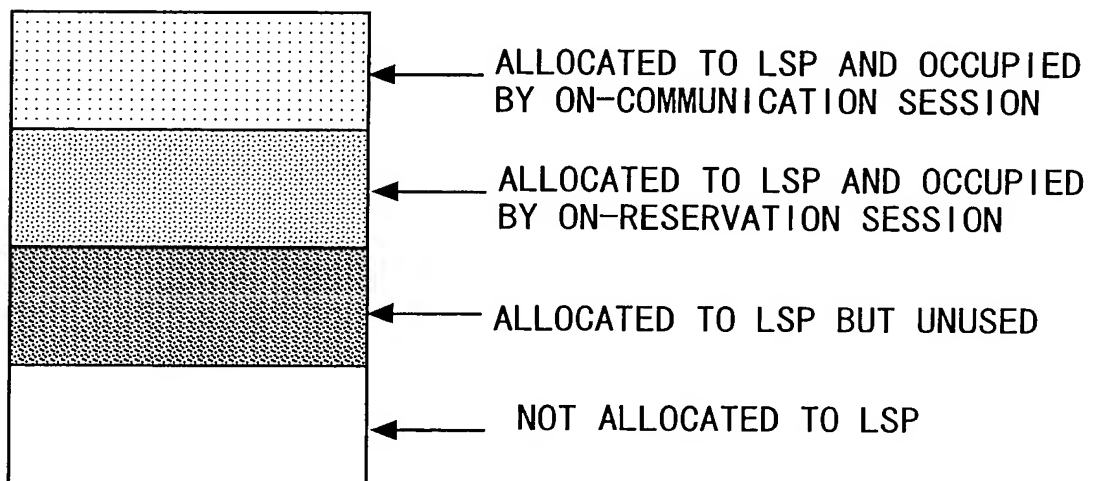 ALLOCATED TO LSP AND OCCUPIED
BY ON-COMMUNICATION SESSION
ALLOCATED TO LSP AND OCCUPIED
BY ON-RESERVATION SESSION
ALLOCATED TO LSP BUT UNUSED
NOT ALLOCATED TO LSP